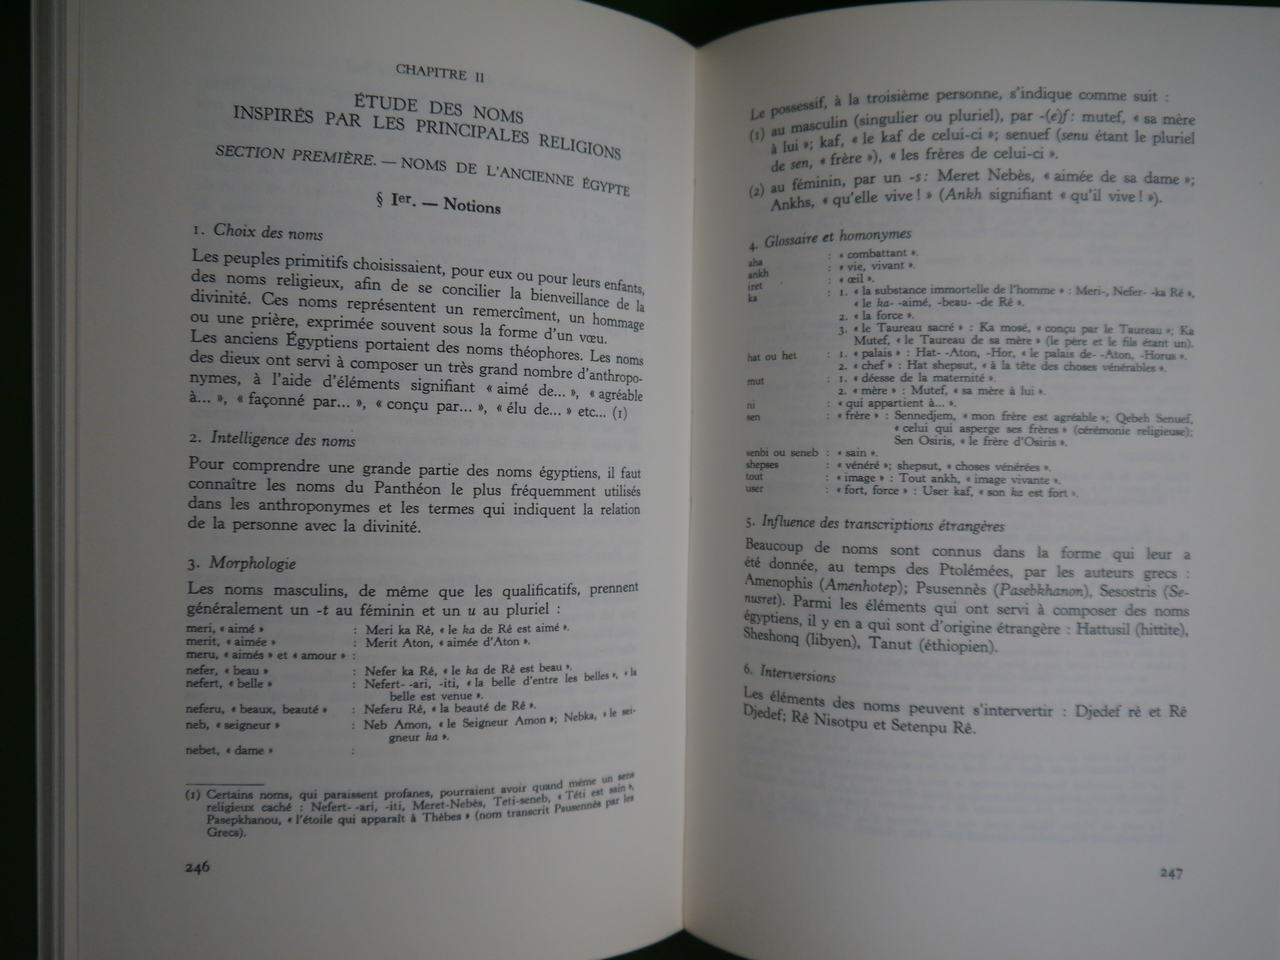 CHAPITRE II
ÉTUDE DES NOMS
INSPIRÉS PAR LES PRINCIPALES RELIGIONS
SECTION PREMIÈRE. — NOMS DE L'ANCIENNE ÉGYPTE
§ Ier. — Notions
1. Choix des noms
Les peuples primitifs choisissaient, pour eux ou pour leurs enfants,
des noms religieux, afin de se concilier la bienveillance de la
divinité. Ces noms représentent un remercîment, un hommage
ou une prière, exprimée souvent sous la forme d'un vœu.
Les anciens Égyptiens portaient des noms théophores. Les noms
des dieux ont servi à composer un très grand nombre d'anthropo-
nymes, à l'aide d'éléments signifiant « aimé de... », « agréable
à... », « façonné par... », « conçu par... », « élu de... » etc... (1)
2. Intelligence des noms
Pour comprendre une grande partie des noms égyptiens, il faut
connaître les noms du Panthéon le plus fréquemment utilisés
dans les anthroponymes et les termes qui indiquent la relation
de la personne avec la divinité.
3. Morphologie
Les noms masculins, de même que les qualificatifs, prennent
généralement un -t au féminin et un u au pluriel :
meri, « aimé » : Meri ka Rê, « le ka de Rê est aimé ».
merit, « aimée » : Merit Aton, « aimée d'Aton ».
meru, « aimés » et « amour » :
nefer, « beau » : Nefer ka Ré, « le ka de Rê est beau ».
nefert, « belle » : Nefert- -ari, -iti, « la belle d'entre les belles », « la
belle est venue ».
neferu, « beaux, beauté » : Neferu Rê, « la beauté de Rê ».
neb, « seigneur » : Neb Amon, « le Seigneur Amon »; Nebka, « le sei-
gneur ka ».
nebet, « dame » :
(1) Certains noms, qui paraissent profanes, pourraient avoir quand même un sens
religieux caché : Nefert- -ari, -iti, Meret-Nebès, Teti-seneb, « Téti est sain »,
Pasepkhanou, « l'étoile qui apparaît à Thèbes » (nom transcrit Psusennès par les
Grecs).
246
Le possessif, à la troisième personne, s'indique comme suit :
(1) au masculin (singulier ou pluriel), par -(e)f : mutef, « sa mère
à lui »; kaf, « le kaf de celui-ci »; senuef (senu étant le pluriel
de sen, « frère »), « les frères de celui-ci ».
(2) au féminin, par un -s : Meret Nebès, « aimée de sa dame »;
Ankhs, « qu'elle vive ! » (Ankh signifiant « qu'il vive ! »).
4. Glossaire et homonymes
aha : « combattant ».
ankh : « vie, vivant ».
iret : « œil ».
ka : 1. « la substance immortelle de l'homme » : Meri-, Nefer- -ka Rê,
« le ka- -aimé, -beau- -de Rê ».
2. « la force ».
3. « le Taureau sacré » : Ka mosé, « conçu par le Taureau »; Ka
Mutef, « le Taureau de sa mère » (le père et le fils étant un).
hat ou het : 1. « palais » : Hat- -Aton, -Hor, « le palais de- -Aton, -Horus ».
2. « chef » : Hat shepsut, « à la tête des choses vénérables ».
mut : 1. « déesse de la maternité ».
2. « mère » : Mutef, « sa mère à lui ».
ni : « qui appartient à... ».
sen : « frère » : Sennedjem, « mon frère est agréable »; Qebeh Senuef,
« celui qui asperge ses frères » (cérémonie religieuse);
Sen Osiris, « le frère d'Osiris ».
senbi ou seneb : « sain ».
shepses : « vénéré »; shepsut, « choses vénérées ».
tout : « image » : Tout ankh, « image vivante ».
user : « fort, force » : User kaf, « son ka est fort ».
5. Influence des transcriptions étrangères
Beaucoup de noms sont connus dans la forme qui leur a
été donnée, au temps des Ptolémées, par les auteurs grecs :
Amenophis (Amenhotep); Psusennès (Pasebkhanon), Sesostris (Se-
nusret). Parmi les éléments qui ont servi à composer des noms
égyptiens, il y en a qui sont d'origine étrangère : Hattusil (hittite),
Sheshonq (libyen), Tanut (éthiopien).
6. Interversions
Les éléments des noms peuvent s'intervertir : Djedef rê et Rê
Djedef; Rê Nisotpu et Setenpu Rê.
247